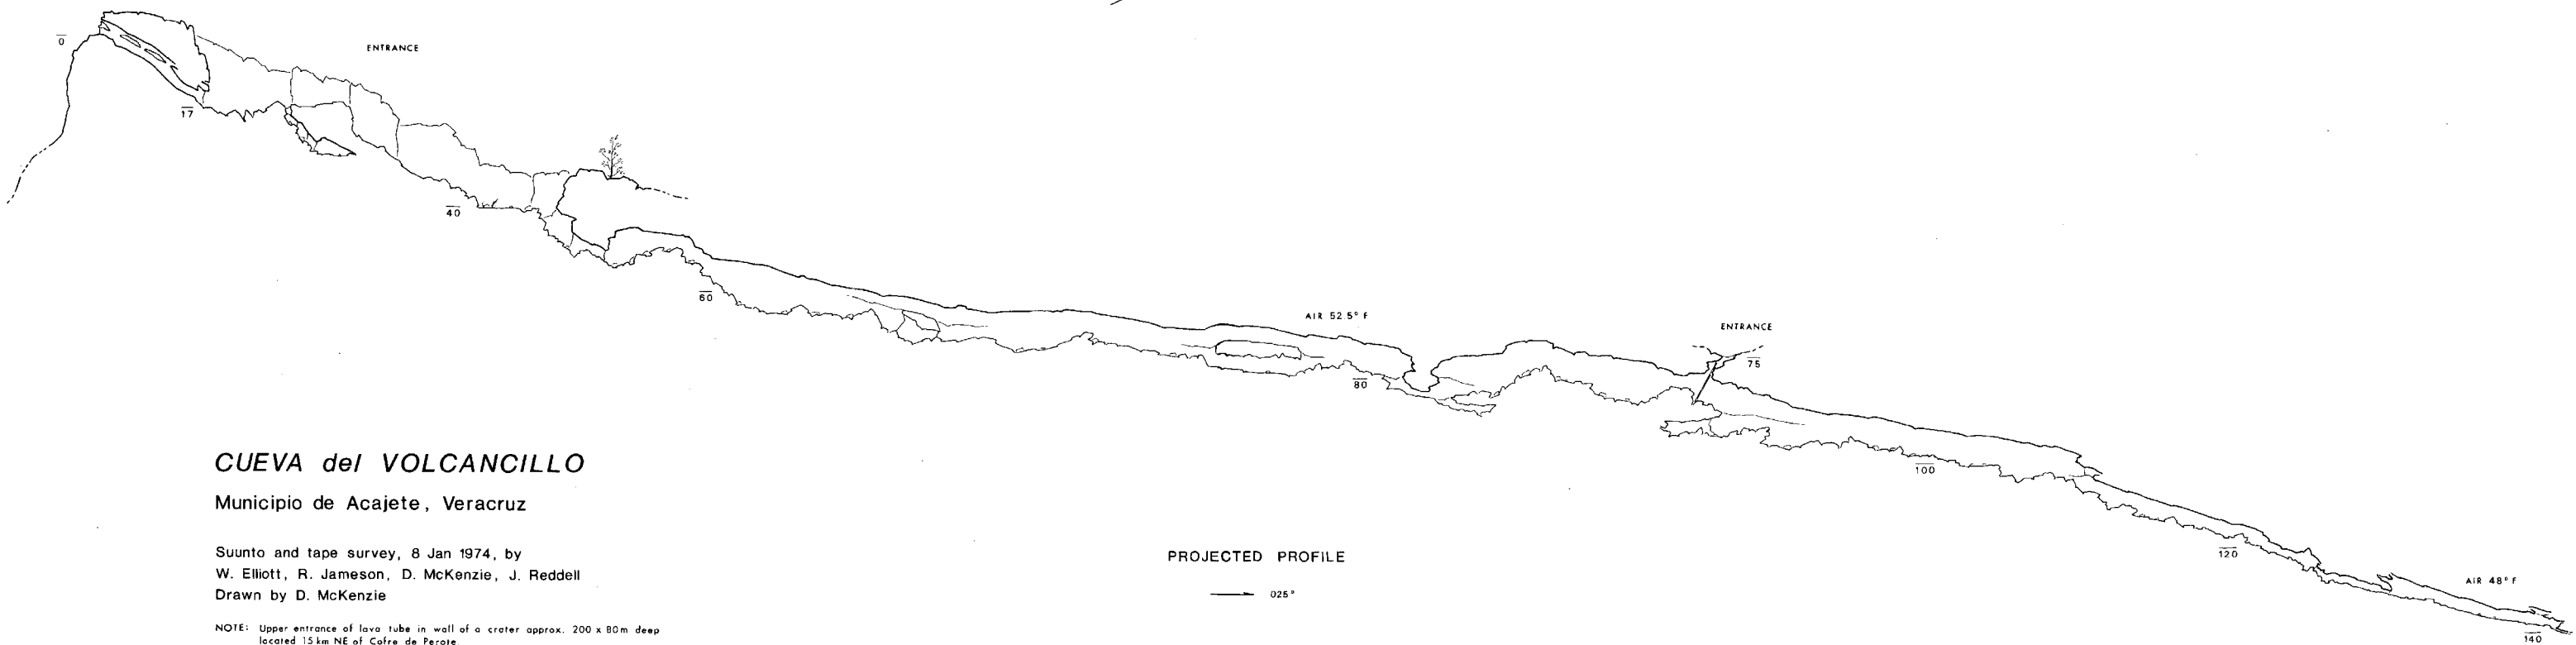 0
ENTRANCE
17
40
60
AIR 52.5° F
80
ENTRANCE
75
100
120
AIR 48° F
140
CUEVA del VOLCANCILLO
Municipio de Acajete, Veracruz
Suunto and tape survey, 8 Jan 1974, by
W. Elliott, R. Jameson, D. McKenzie, J. Reddell
Drawn by D. McKenzie
NOTE: Upper entrance of lava tube in wall of a crater approx. 200 x 80m deep
located 15 km NE of Cofre de Perote.
PROJECTED PROFILE
025°